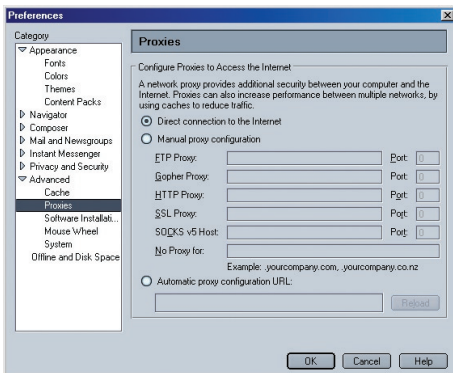 Preferences
Category
Appearance
Fonts
Colors
Themes
Content Packs
Navigator
Composer
Mail and Newsgroups
Instant Messenger
Privacy and Security
Advanced
Cache
Proxies
Software Installati...
Mouse Wheel
System
Offline and Disk Space
Proxies
Configure Proxies to Access the Internet
A network proxy provides additional security between your computer and the
Internet. Proxies can also increase performance between multiple networks, by
using caches to reduce traffic.
Direct connection to the Internet
Manual proxy configuration
FTP Proxy: Port: 0
Gopher Proxy: Port: 0
HTTP Proxy: Port: 0
SSL Proxy: Port: 0
SOCKS v5 Host: Port: 0
No Proxy for:
Example: .yourcompany.com, .yourcompany.co.nz
Automatic proxy configuration URL:
Reload
OK Cancel Help